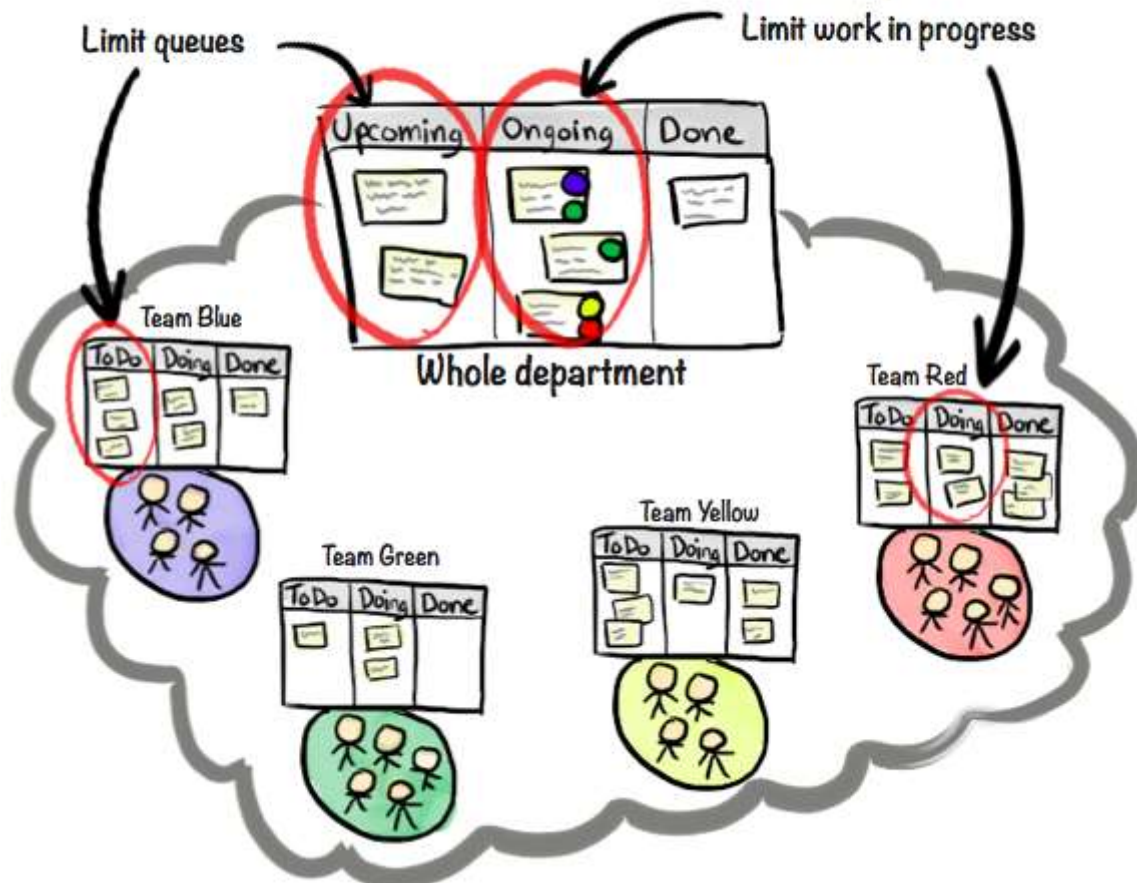 Limit queues
Limit work in progress
Upcoming Ongoing Done
Whole department
Team Blue
ToDo Doing Done
Team Red
ToDo Doing Done
Team Yellow
ToDo Doing Done
Team Green
ToDo Doing Done